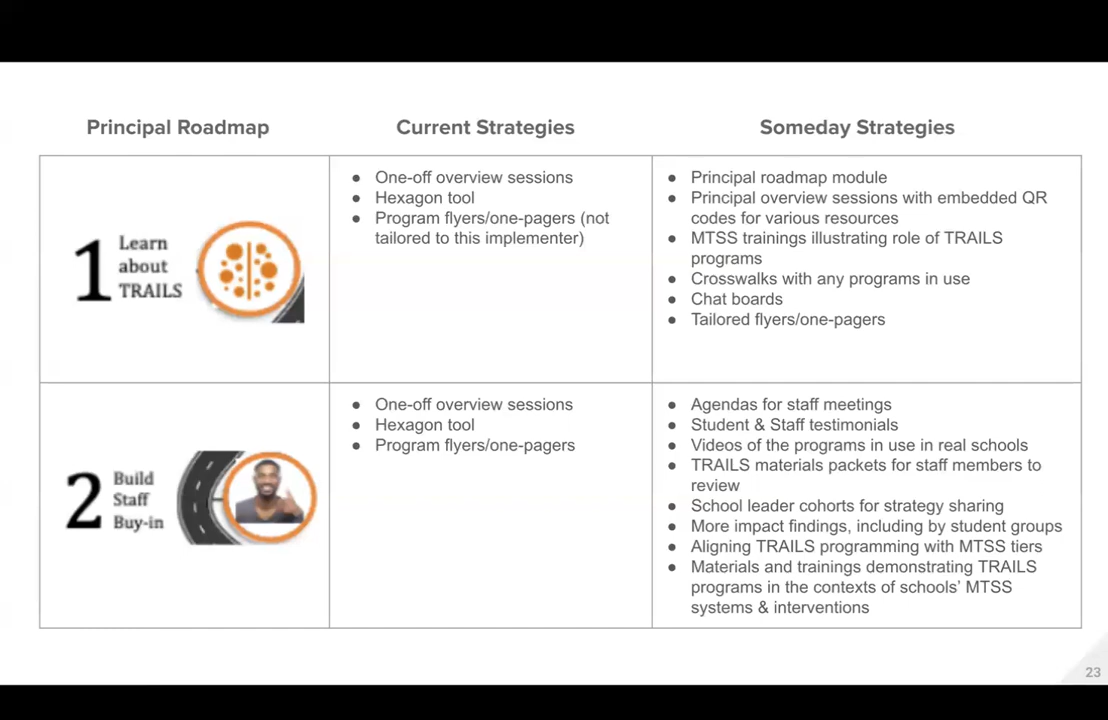 Principal Roadmap
Current Strategies
Someday Strategies
1 Learn
about
TRAILS
● One-off overview sessions
● Hexagon tool
● Program flyers/one-pagers (not
tailored to this implementer)
● Principal roadmap module
● Principal overview sessions with embedded QR
codes for various resources
● MTSS trainings illustrating role of TRAILS
programs
● Crosswalks with any programs in use
● Chat boards
● Tailored flyers/one-pagers
2 Build
Staff
Buy-in
● One-off overview sessions
● Hexagon tool
● Program flyers/one-pagers
● Agendas for staff meetings
● Student & Staff testimonials
● Videos of the programs in use in real schools
● TRAILS materials packets for staff members to
review
● School leader cohorts for strategy sharing
● More impact findings, including by student groups
● Aligning TRAILS programming with MTSS tiers
● Materials and trainings demonstrating TRAILS
programs in the contexts of schools’ MTSS
systems & interventions
23